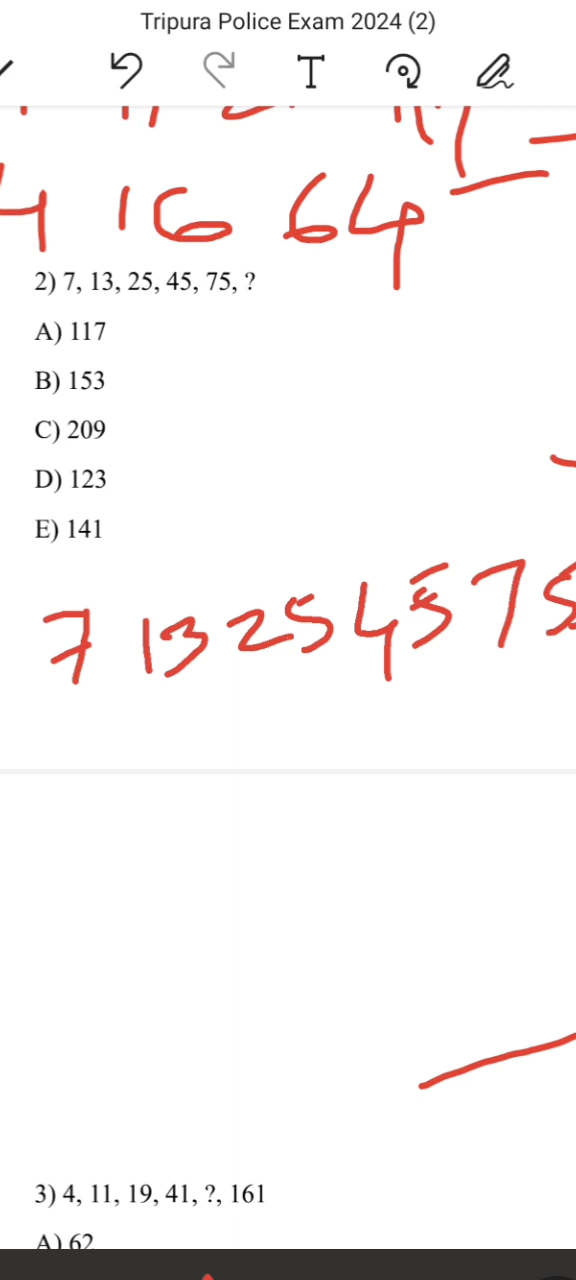 Tripura Police Exam 2024 (2)
T
4 16 64
2) 7, 13, 25, 45, 75, ?
A) 117
B) 153
C) 209
D) 123
E) 141
7 13 25 45 75
3) 4, 11, 19, 41, ?, 161
A) 62